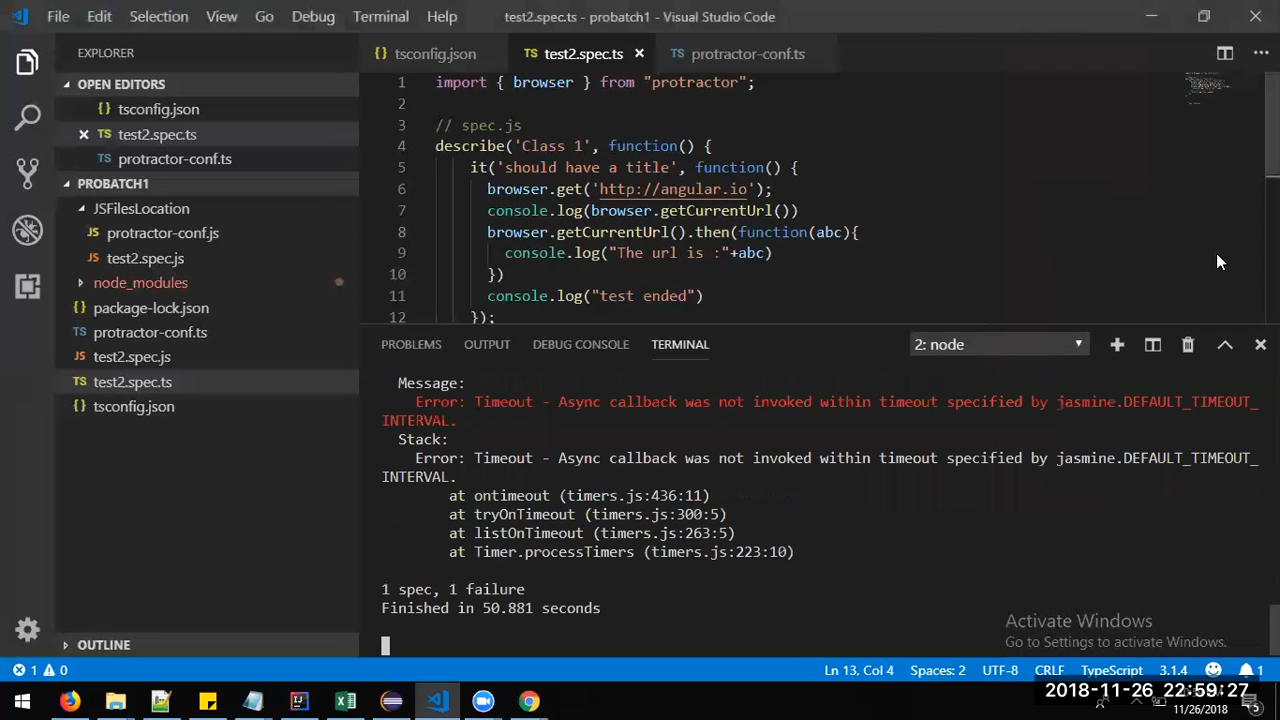 File Edit Selection View Go Debug Terminal Help test2.spec.ts - probatch1 - Visual Studio Code
EXPLORER
OPEN EDITORS
{} tsconfig.json
× TS test2.spec.ts
TS protractor-conf.ts
PROBATCH1
JSFilesLocation
JS protractor-conf.js
JS test2.spec.js
node_modules
{} package-lock.json
TS protractor-conf.ts
JS test2.spec.js
TS test2.spec.ts
{} tsconfig.json
OUTLINE
{} tsconfig.json TS test2.spec.ts × TS protractor-conf.ts
1 import { browser } from "protractor";
2
3 // spec.js
4 describe('Class 1', function() {
5 it('should have a title', function() {
6 browser.get('http://angular.io');
7 console.log(browser.getCurrentUrl())
8 browser.getCurrentUrl().then(function(abc){
9 console.log("The url is :"+abc)
10 })
11 console.log("test ended")
12 });
PROBLEMS OUTPUT DEBUG CONSOLE TERMINAL 2: node
Message:
Error: Timeout - Async callback was not invoked within timeout specified by jasmine.DEFAULT_TIMEOUT_
INTERVAL.
Stack:
Error: Timeout - Async callback was not invoked within timeout specified by jasmine.DEFAULT_TIMEOUT_
INTERVAL.
at ontimeout (timers.js:436:11)
at tryOnTimeout (timers.js:300:5)
at listOnTimeout (timers.js:263:5)
at Timer.processTimers (timers.js:223:10)
1 spec, 1 failure
Finished in 50.881 seconds
Activate Windows
Go to Settings to activate Windows.
1 0 Ln 13, Col 4 Spaces: 2 UTF-8 CRLF TypeScript 3.1.4 1
2018-11-26 22:59:27
11/26/2018 5